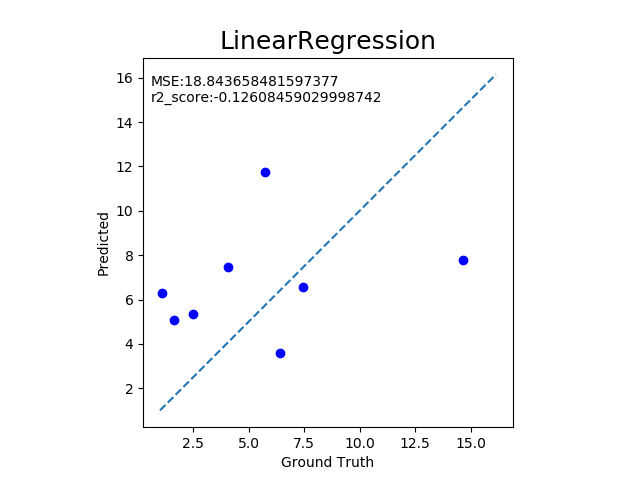 LinearRegression
MSE:18.843658481597377
r2_score:-0.12608459029998742
16
14
12
10
8
6
4
2
Predicted
2.5 5.0 7.5 10.0 12.5 15.0
Ground Truth